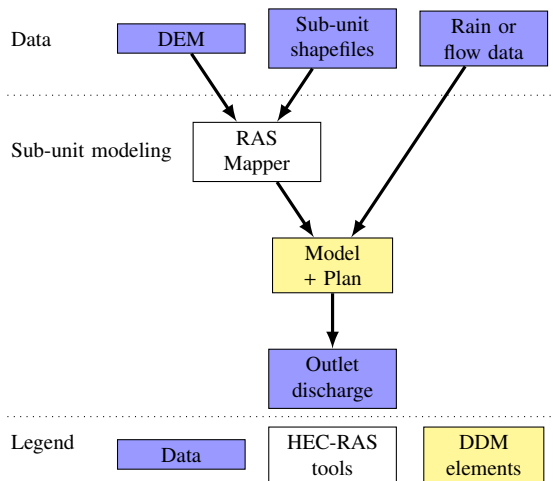 Data
DEM
Sub-unit
shapefiles
Rain or
flow data
Sub-unit modeling
RAS
Mapper
Model
+ Plan
Outlet
discharge
Legend
Data
HEC-RAS
tools
DDM
elements